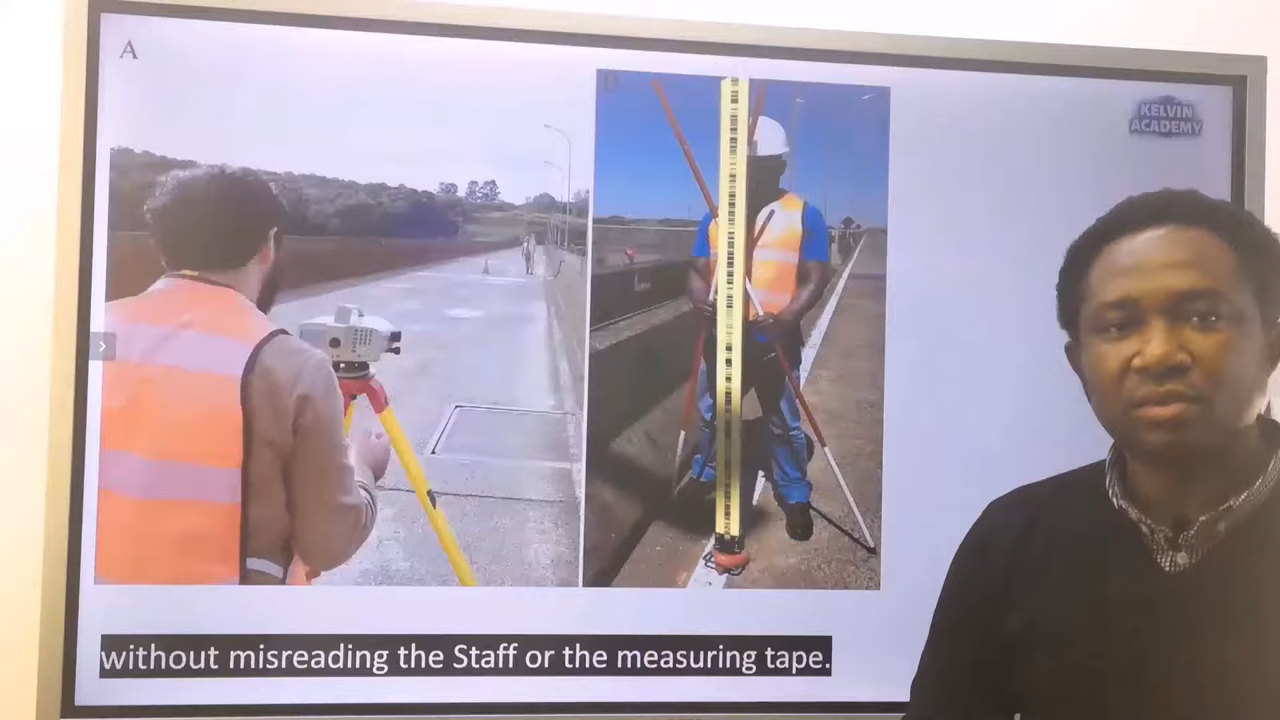 A
KELVIN
ACADEMY
without misreading the Staff or the measuring tape.